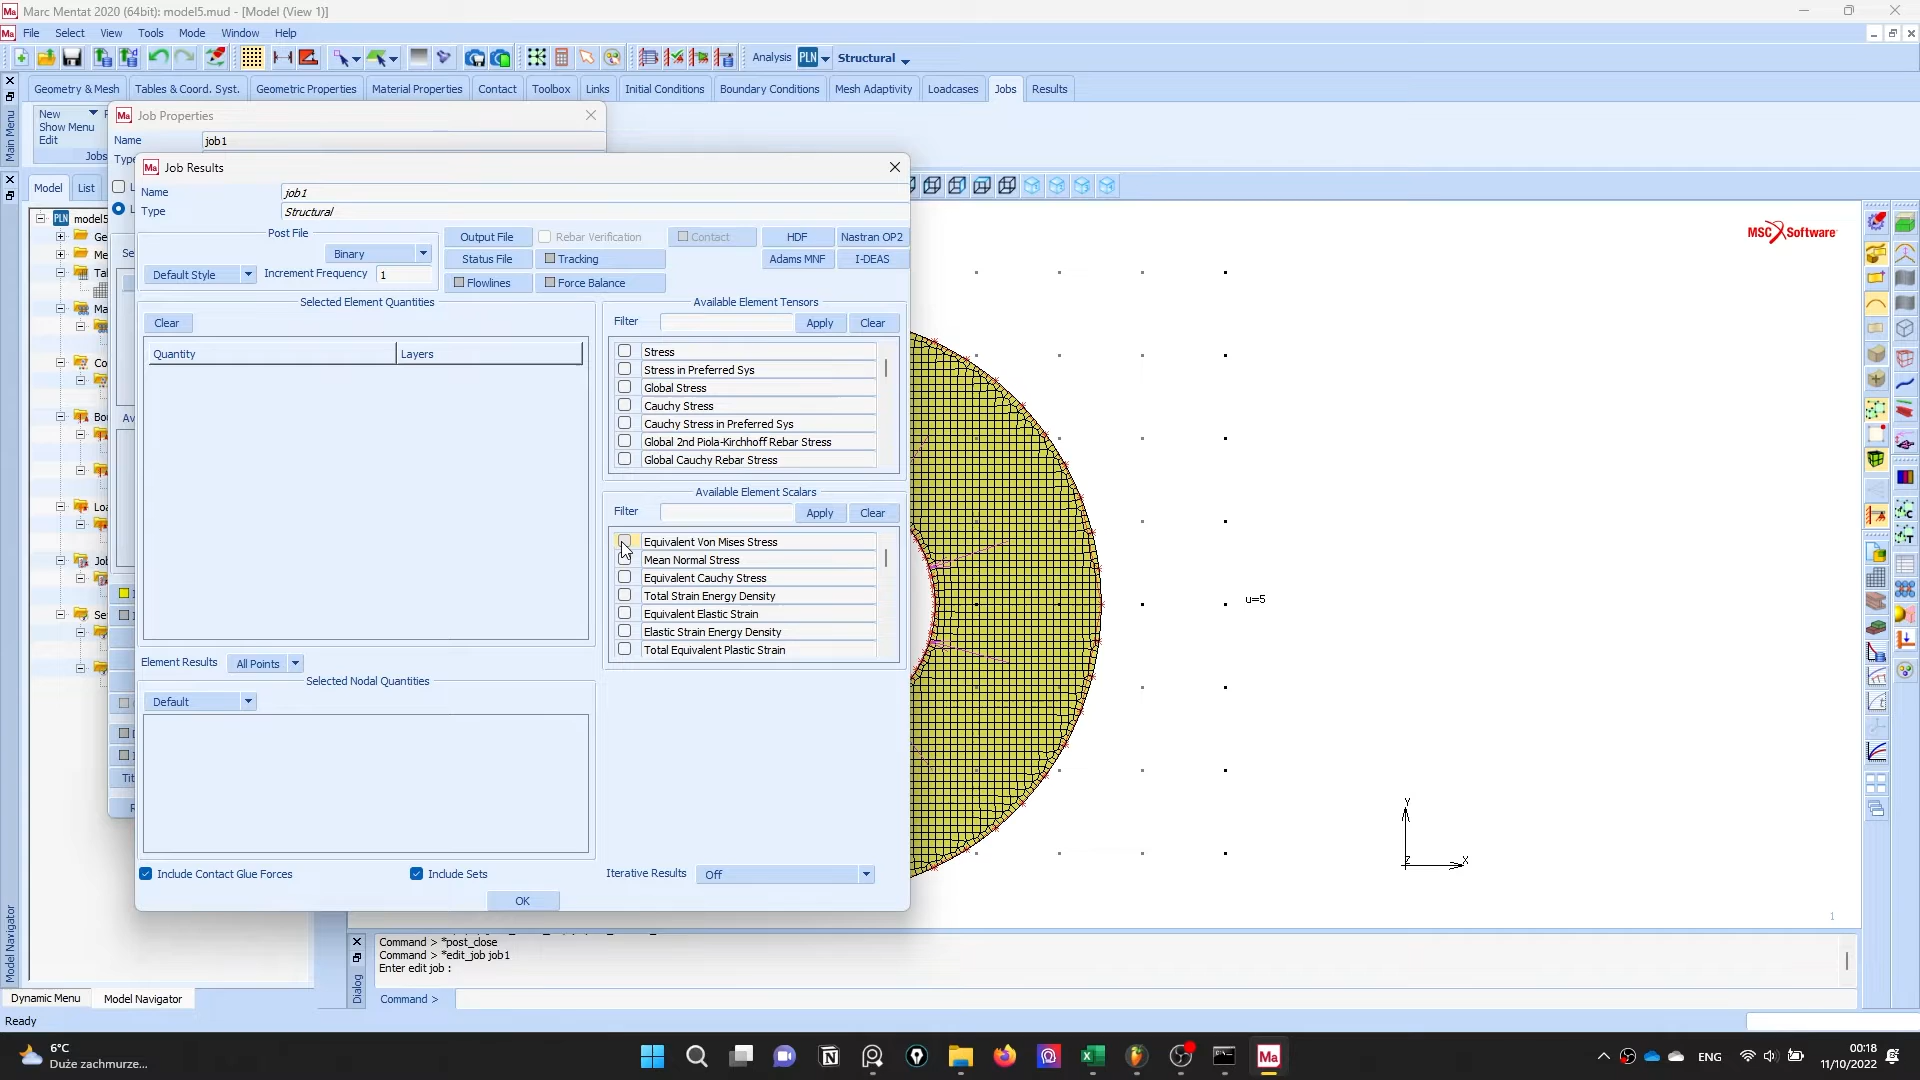 Marc Mentat 2020 (64bit): model5.mud - [Model (View 1)]
File Select View Tools Mode Window Help
Analysis PLN Structural
Geometry & Mesh Tables & Coord. Syst. Geometric Properties Material Properties Contact Toolbox Links Initial Conditions Boundary Conditions Mesh Adaptivity Loadcases Jobs Results
Main Menu
New
Show Menu
Edit
Jobs
Job Properties
Name job1
Type
Model List
PLN model5
Job Results
Name job1
Type Structural
Post File
Binary
Default Style Increment Frequency 1
Output File Rebar Verification Contact HDF Nastran OP2
Status File Tracking Adams MNF I-DEAS
Flowlines Force Balance
Selected Element Quantities
Clear
Quantity Layers
Available Element Tensors
Filter Apply Clear
Stress
Stress in Preferred Sys
Global Stress
Cauchy Stress
Cauchy Stress in Preferred Sys
Global 2nd Piola-Kirchhoff Rebar Stress
Global Cauchy Rebar Stress
Available Element Scalars
Filter Apply Clear
Equivalent Von Mises Stress
Mean Normal Stress
Equivalent Cauchy Stress
Total Strain Energy Density
Equivalent Elastic Strain
Elastic Strain Energy Density
Total Equivalent Plastic Strain
Element Results All Points
Selected Nodal Quantities
Default
Include Contact Glue Forces Include Sets Iterative Results Off
OK
MSC Software
u=5
Y
Z X
1
Command > *post_close
Command > *edit_job job1
Enter edit job :
Dialog
Command >
Model Navigator
Dynamic Menu Model Navigator
Ready
6°C
Duże zachmurze...
ENG
00:18
11/10/2022